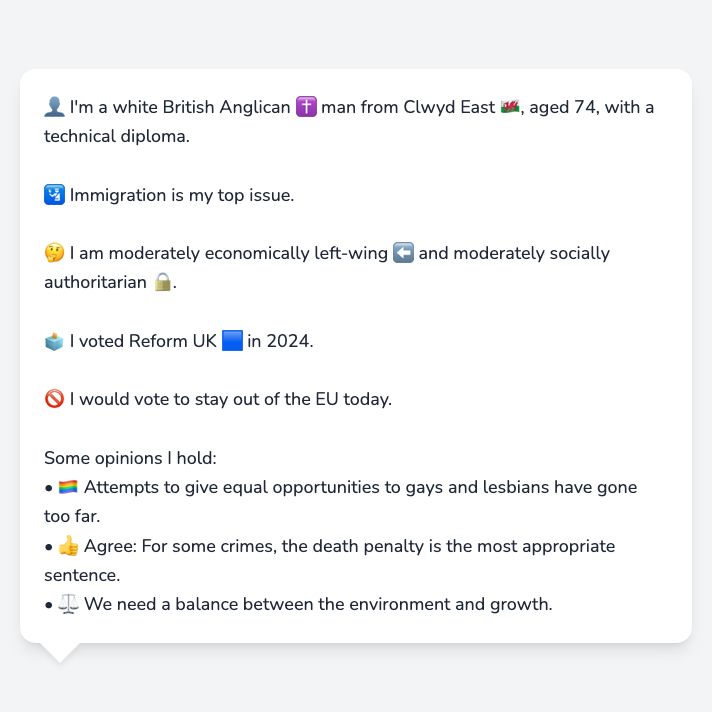 👤 I'm a white British Anglican ✝️ man from Clwyd East 🏴󠁧󠁢󠁷󠁬󠁳󠁿, aged 74, with a
technical diploma.
🛂 Immigration is my top issue.
🤔 I am moderately economically left-wing ⬅️ and moderately socially
authoritarian 🔒.
🗳️ I voted Reform UK 🟦 in 2024.
🚫 I would vote to stay out of the EU today.
Some opinions I hold:
• 🏳️‍🌈 Attempts to give equal opportunities to gays and lesbians have gone
too far.
• 👍 Agree: For some crimes, the death penalty is the most appropriate
sentence.
• ⚖️ We need a balance between the environment and growth.